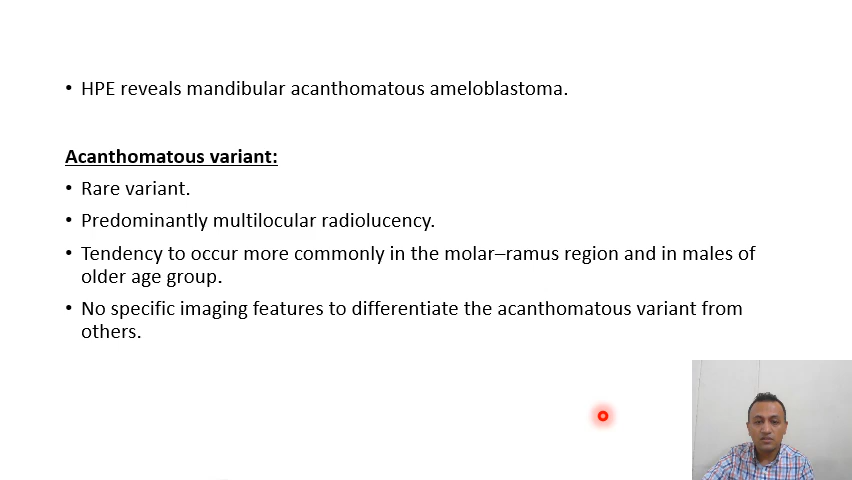 • HPE reveals mandibular acanthomatous ameloblastoma.
Acanthomatous variant:
• Rare variant.
• Predominantly multilocular radiolucency.
• Tendency to occur more commonly in the molar–ramus region and in males of
older age group.
• No specific imaging features to differentiate the acanthomatous variant from
others.